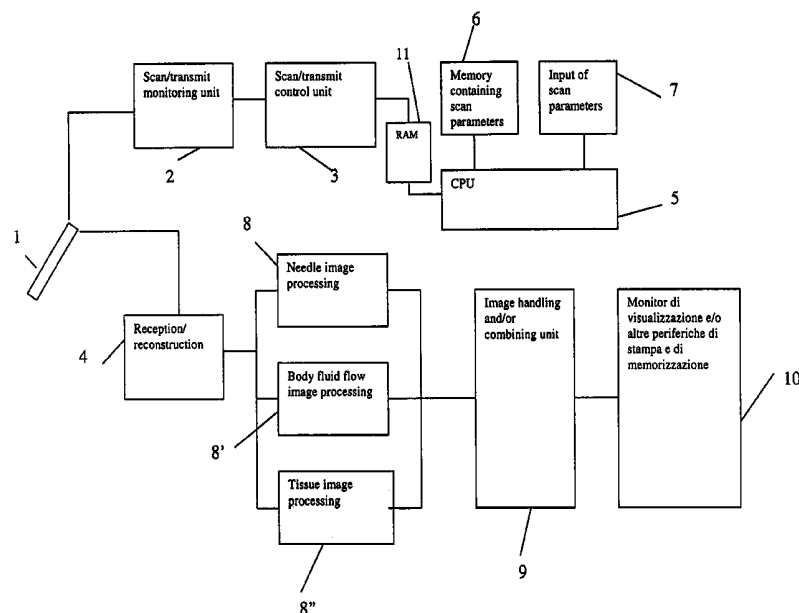 6
11
Scan/transmit
monitoring unit
Scan/transmit
control unit
Memory
containing
scan
parameters
Input of
scan
parameters
7
RAM
2
3
CPU
5
1
8
Needle image
processing
Reception/
reconstruction
4
Image handling
and/or
combining unit
Monitor di
visualizzazione e/o
altre periferiche di
stampa e di
memorizzazione
Body fluid flow
image processing
10
8'
Tissue image
processing
9
8"